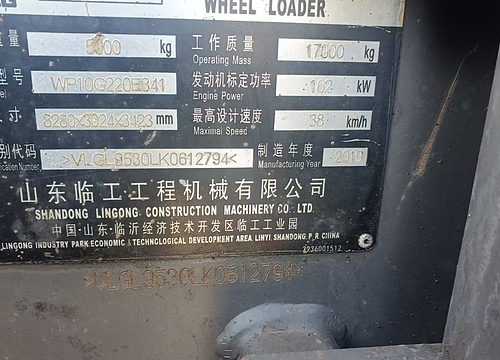 WHEEL LOADER
重量 5000 kg 工作质量 17000 kg
Operating Mass
型号 WP10G220E341 发动机标定功率 162 kW
Engine Power
寸 8280×3024×3423 mm 最高设计速度 38 km/h
Maximal Speed
别代码 >VLGL9530LK0612794< 制造年度 2019
Manufacturing Year
山东临工工程机械有限公司
SHANDONG LINGONG CONSTRUCTION MACHINERY CO., LTD.
中国·山东·临沂经济技术开发区临工工业园
LINGONG INDUSTRY PARK ECONOMIC & TECHNOLOGICAL DEVELOPMENT AREA LINYI, SHANDONG, P. R. CHINA
2936001512
>VLGL9530LK0612794<